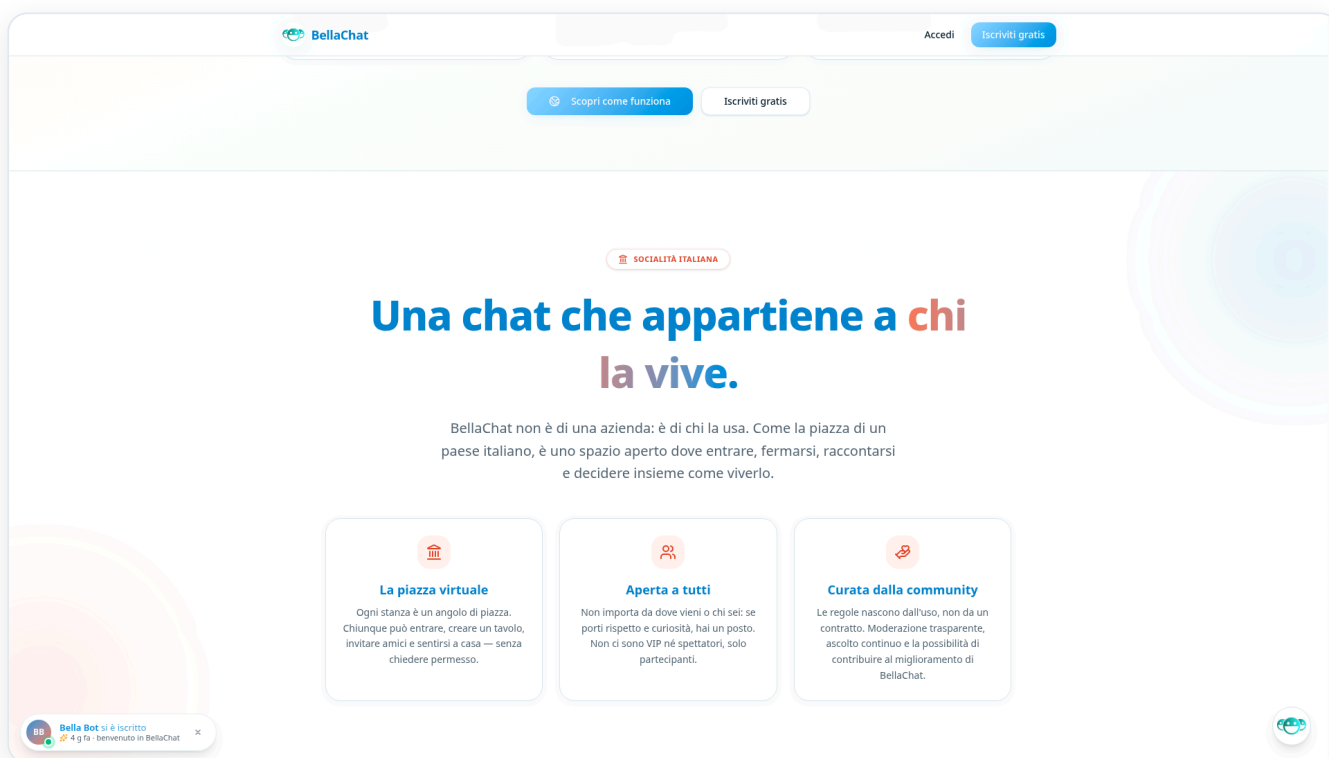 BellaChat
Accedi
Iscriviti gratis
Scopri come funziona
Iscriviti gratis
SOCIALITÀ ITALIANA
Una chat che appartiene a chi
la vive.
BellaChat non è di una azienda: è di chi la usa. Come la piazza di un
paese italiano, è uno spazio aperto dove entrare, fermarsi, raccontarsi
e decidere insieme come viverlo.
La piazza virtuale
Ogni stanza è un angolo di piazza.
Chiunque può entrare, creare un tavolo,
invitare amici e sentirsi a casa — senza
chiedere permesso.
Aperta a tutti
Non importa da dove vieni o chi sei: se
porti rispetto e curiosità, hai un posto.
Non ci sono VIP né spettatori, solo
partecipanti.
Curata dalla community
Le regole nascono dall'uso, non da un
contratto. Moderazione trasparente,
ascolto continuo e la possibilità di
contribuire al miglioramento di
BellaChat.
BB
Bella Bot si è iscritto
4 g fa · benvenuto in BellaChat
×